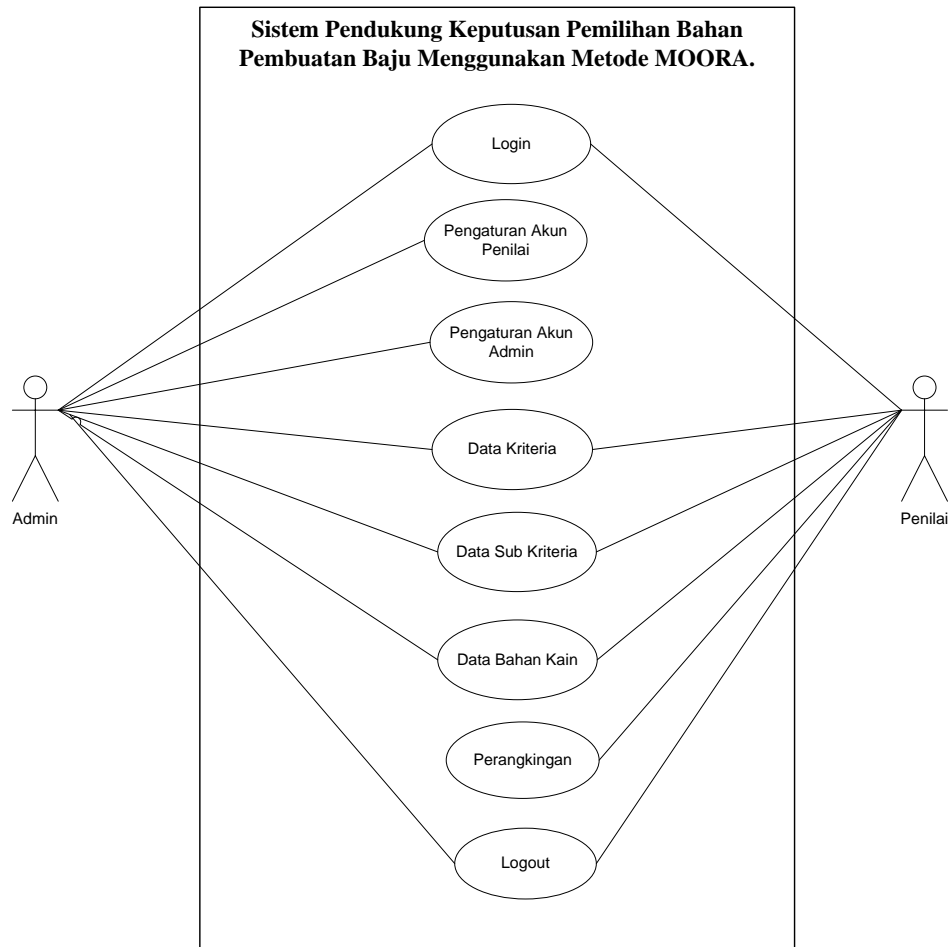 Sistem Pendukung Keputusan Pemilihan Bahan
Pembuatan Baju Menggunakan Metode MOORA.
Login
Pengaturan Akun
Penilai
Pengaturan Akun
Admin
Data Kriteria
Admin
Penilai
Data Sub Kriteria
Data Bahan Kain
Perangkingan
Logout